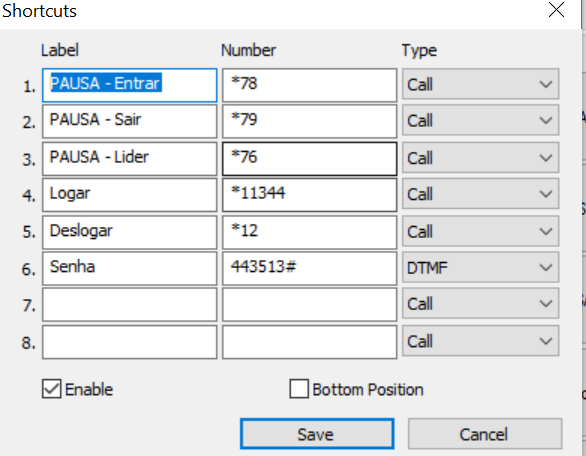 Shortcuts
Label Number Type
1. PAUSA - Entrar *78 Call
2. PAUSA - Sair *79 Call
3. PAUSA - Lider *76 Call
4. Logar *11344 Call
5. Deslogar *12 Call
6. Senha 443513# DTMF
7. Call
8. Call
Enable Bottom Position
Save Cancel